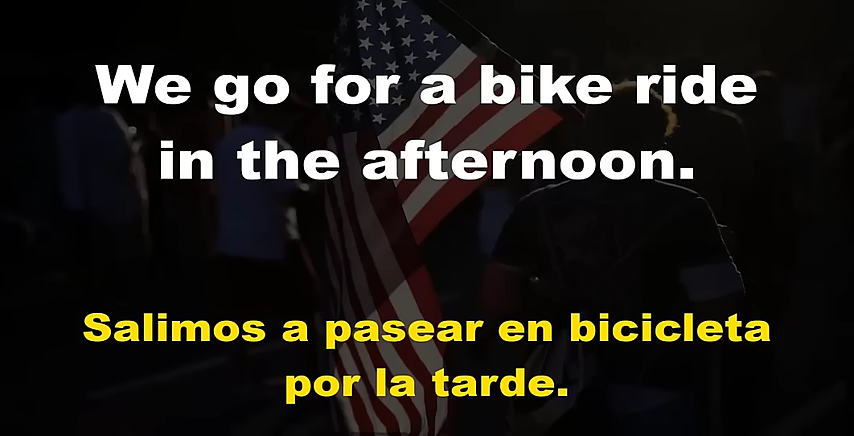 We go for a bike ride
in the afternoon.
Salimos a pasear en bicicleta
por la tarde.